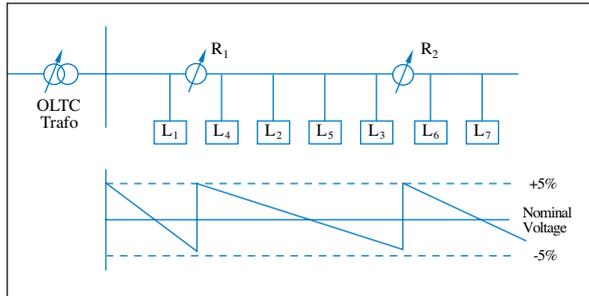 R1
R2
OLTC
Trafo
L1
L4
L2
L5
L3
L6
L7
+5%
Nominal
Voltage
-5%